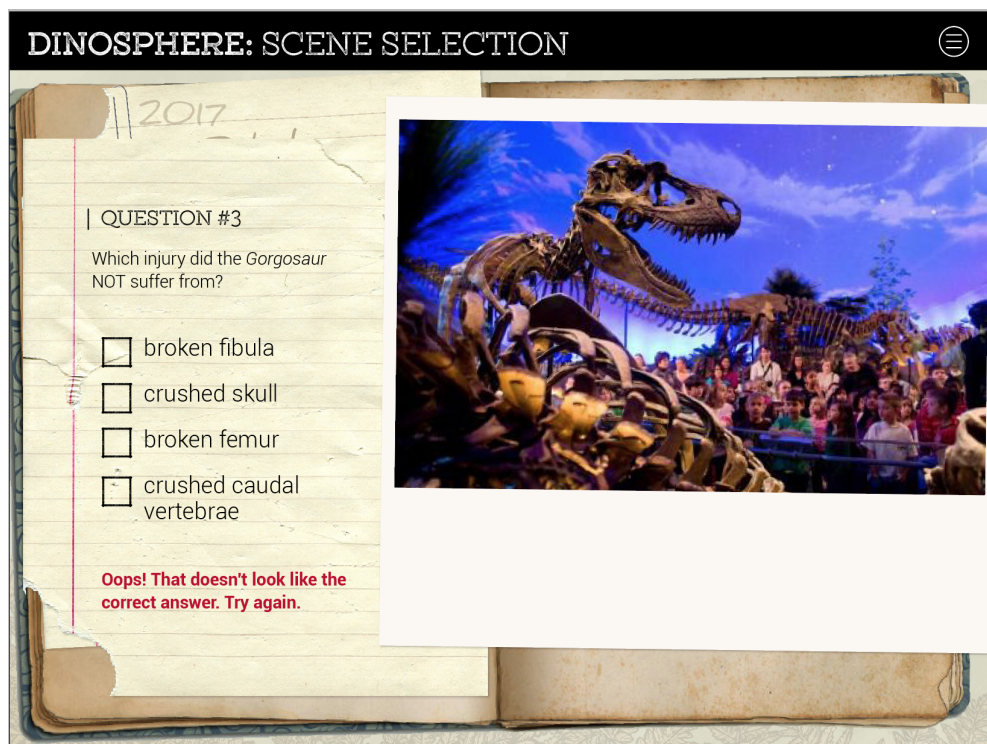 DINOSPHERE: SCENE SELECTION
2017
QUESTION #3
Which injury did the Gorgosaur
NOT suffer from?
broken fibula
crushed skull
broken femur
crushed caudal
vertebrae
Oops! That doesn't look like the
correct answer. Try again.